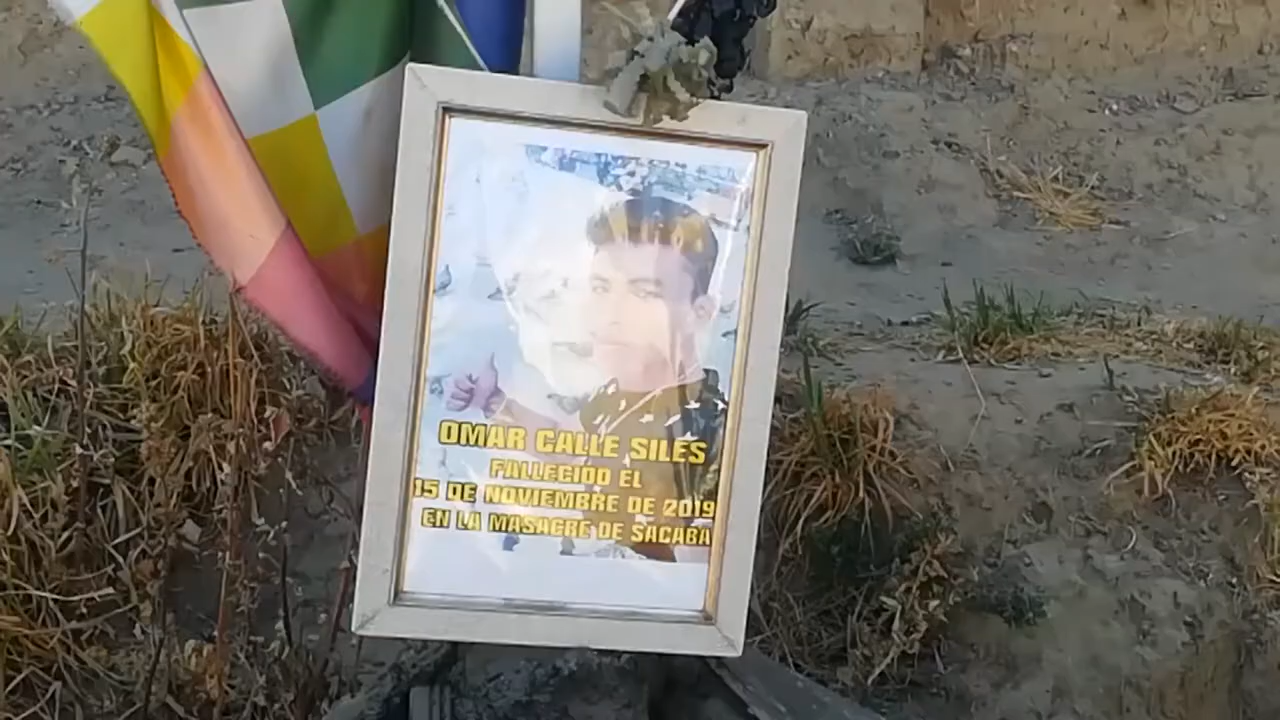 OMAR CALLE SILES
FALLECIDO EL
15 DE NOVIEMBRE DE 2019
EN LA MASACRE DE SACABA